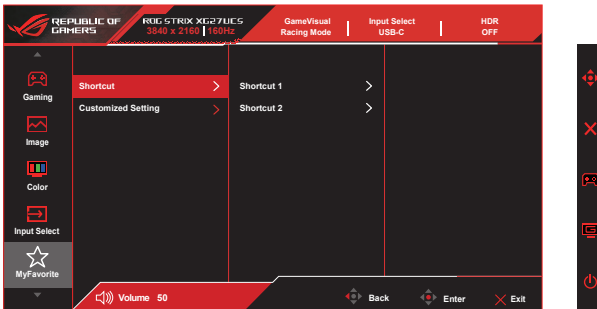 REPUBLIC OF
GAMERS
ROG STRIX XG27UCS
3840 x 2160 160Hz
GameVisual
Racing Mode
Input Select
USB-C
HDR
OFF
Gaming
Image
Color
Input Select
MyFavorite
Shortcut
Customized Setting
Shortcut 1
Shortcut 2
Volume 50
Back
Enter
Exit